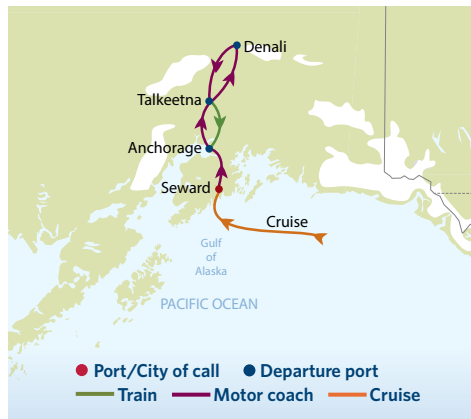 Denali
Talkeetna
Anchorage
Seward
Cruise
Gulf
of
Alaska
PACIFIC OCEAN
Port/City of call Departure port
Train Motor coach Cruise